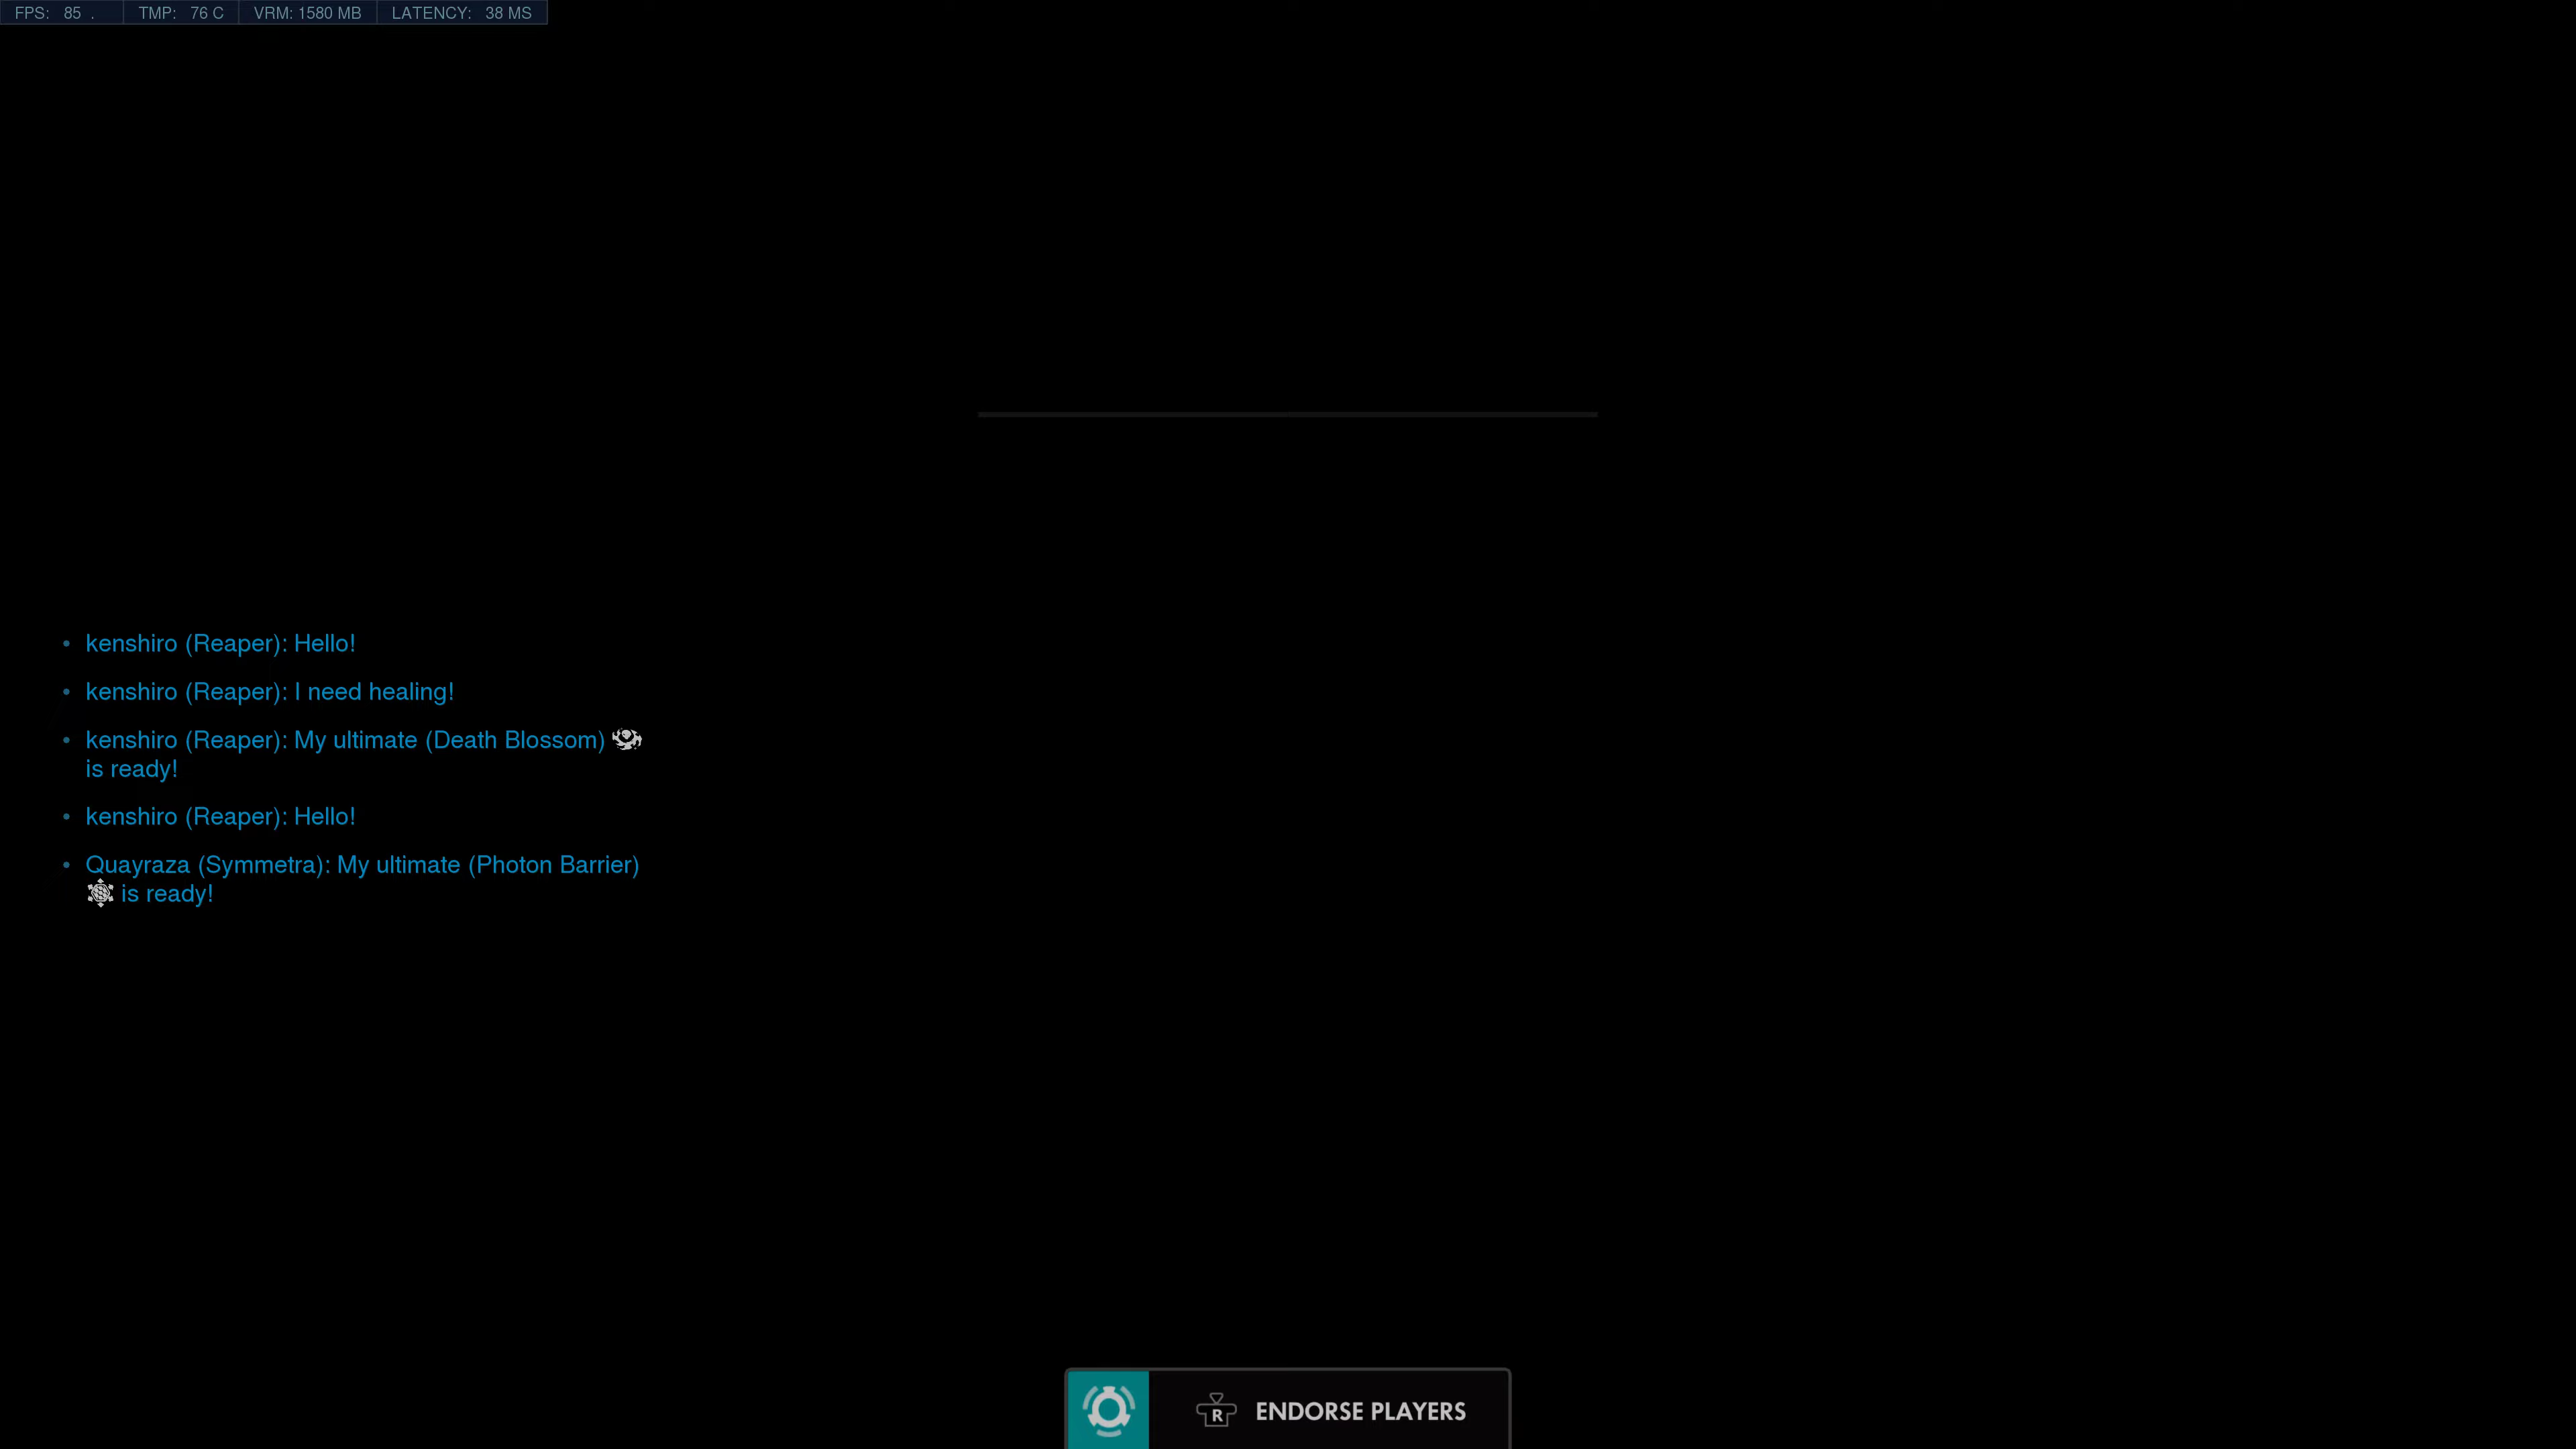 FPS: 85 . TMP: 76 C VRM: 1580 MB LATENCY: 38 MS
• kenshiro (Reaper): Hello!
• kenshiro (Reaper): I need healing!
• kenshiro (Reaper): My ultimate (Death Blossom)
is ready!
• kenshiro (Reaper): Hello!
• Quayraza (Symmetra): My ultimate (Photon Barrier)
is ready!
R ENDORSE PLAYERS